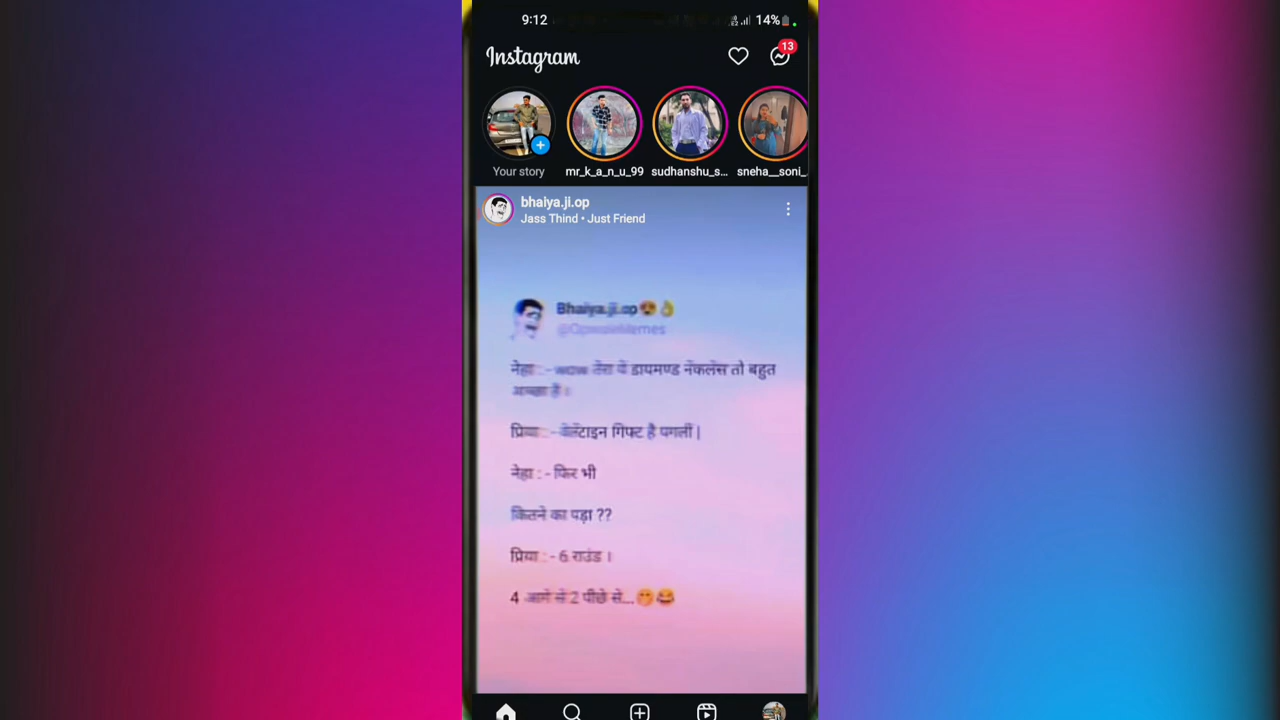 9:12
14%
Instagram
13
Your story
mr_k_a_n_u_99
sudhanshu_s...
sneha__soni_
bhaiya.ji.op
Jass Thind • Just Friend
Bhaiya.ji.op😍👌
@OpwaleMemes
नेहा : - wow तेरा ये डायमण्ड नेंकलेस तो बहुत
अच्छा है ।
प्रिया : - वेलेंटाइन गिफ्ट है पगली |
नेहा : - फिर भी
कितने का पड़ा ??
प्रिया : - 6 राउंड ।
4 आगे से 2 पीछे से...🤭😂